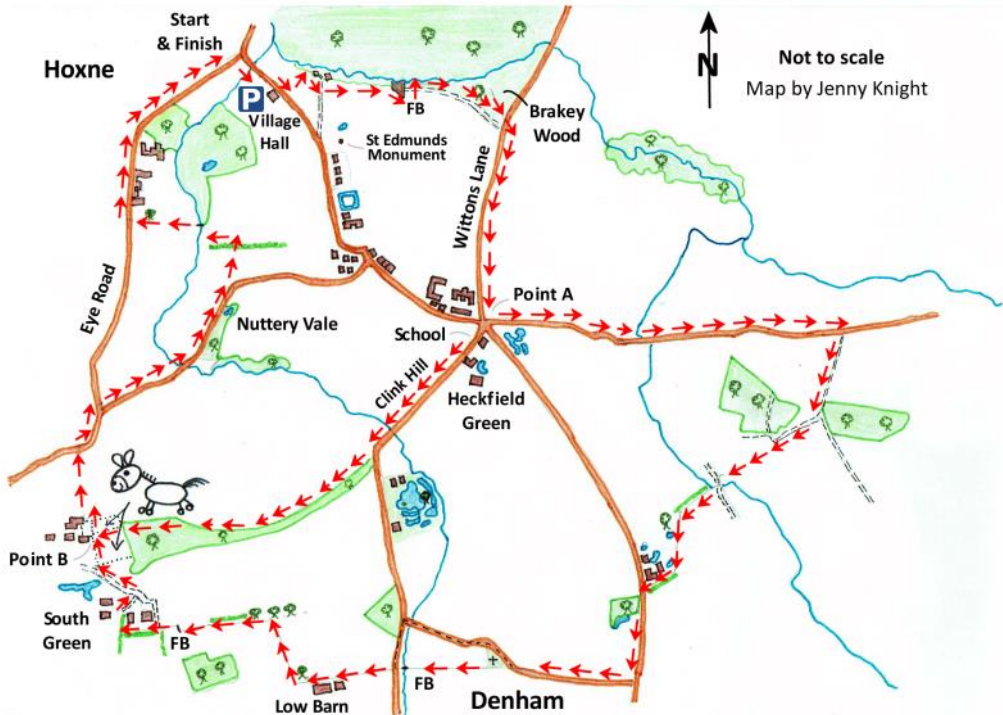 Start
& Finish
Hoxne
N
Not to scale
Map by Jenny Knight
P
Village
Hall
FB
Brakey
Wood
St Edmunds
Monument
Wittons Lane
Eye Road
Point A
Nuttery Vale
School
Clink Hill
Heckfield
Green
Point B
South
Green
FB
FB
Low Barn
Denham